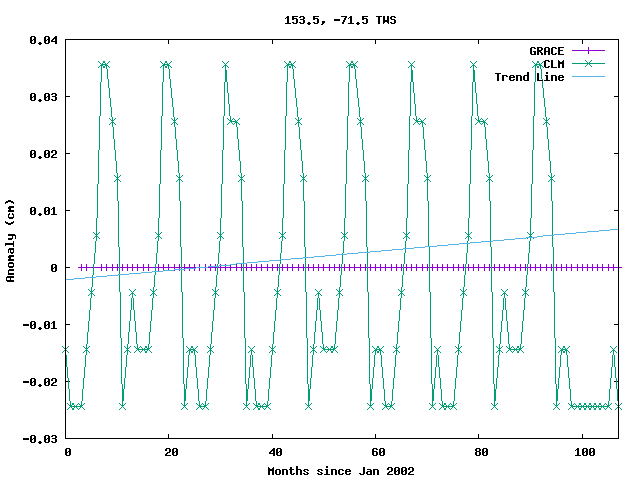 153.5, -71.5 TWS
GRACE
CLM
Trend Line
0.04
0.03
0.02
0.01
0
-0.01
-0.02
-0.03
Anomaly (cm)
0 20 40 60 80 100
Months since Jan 2002